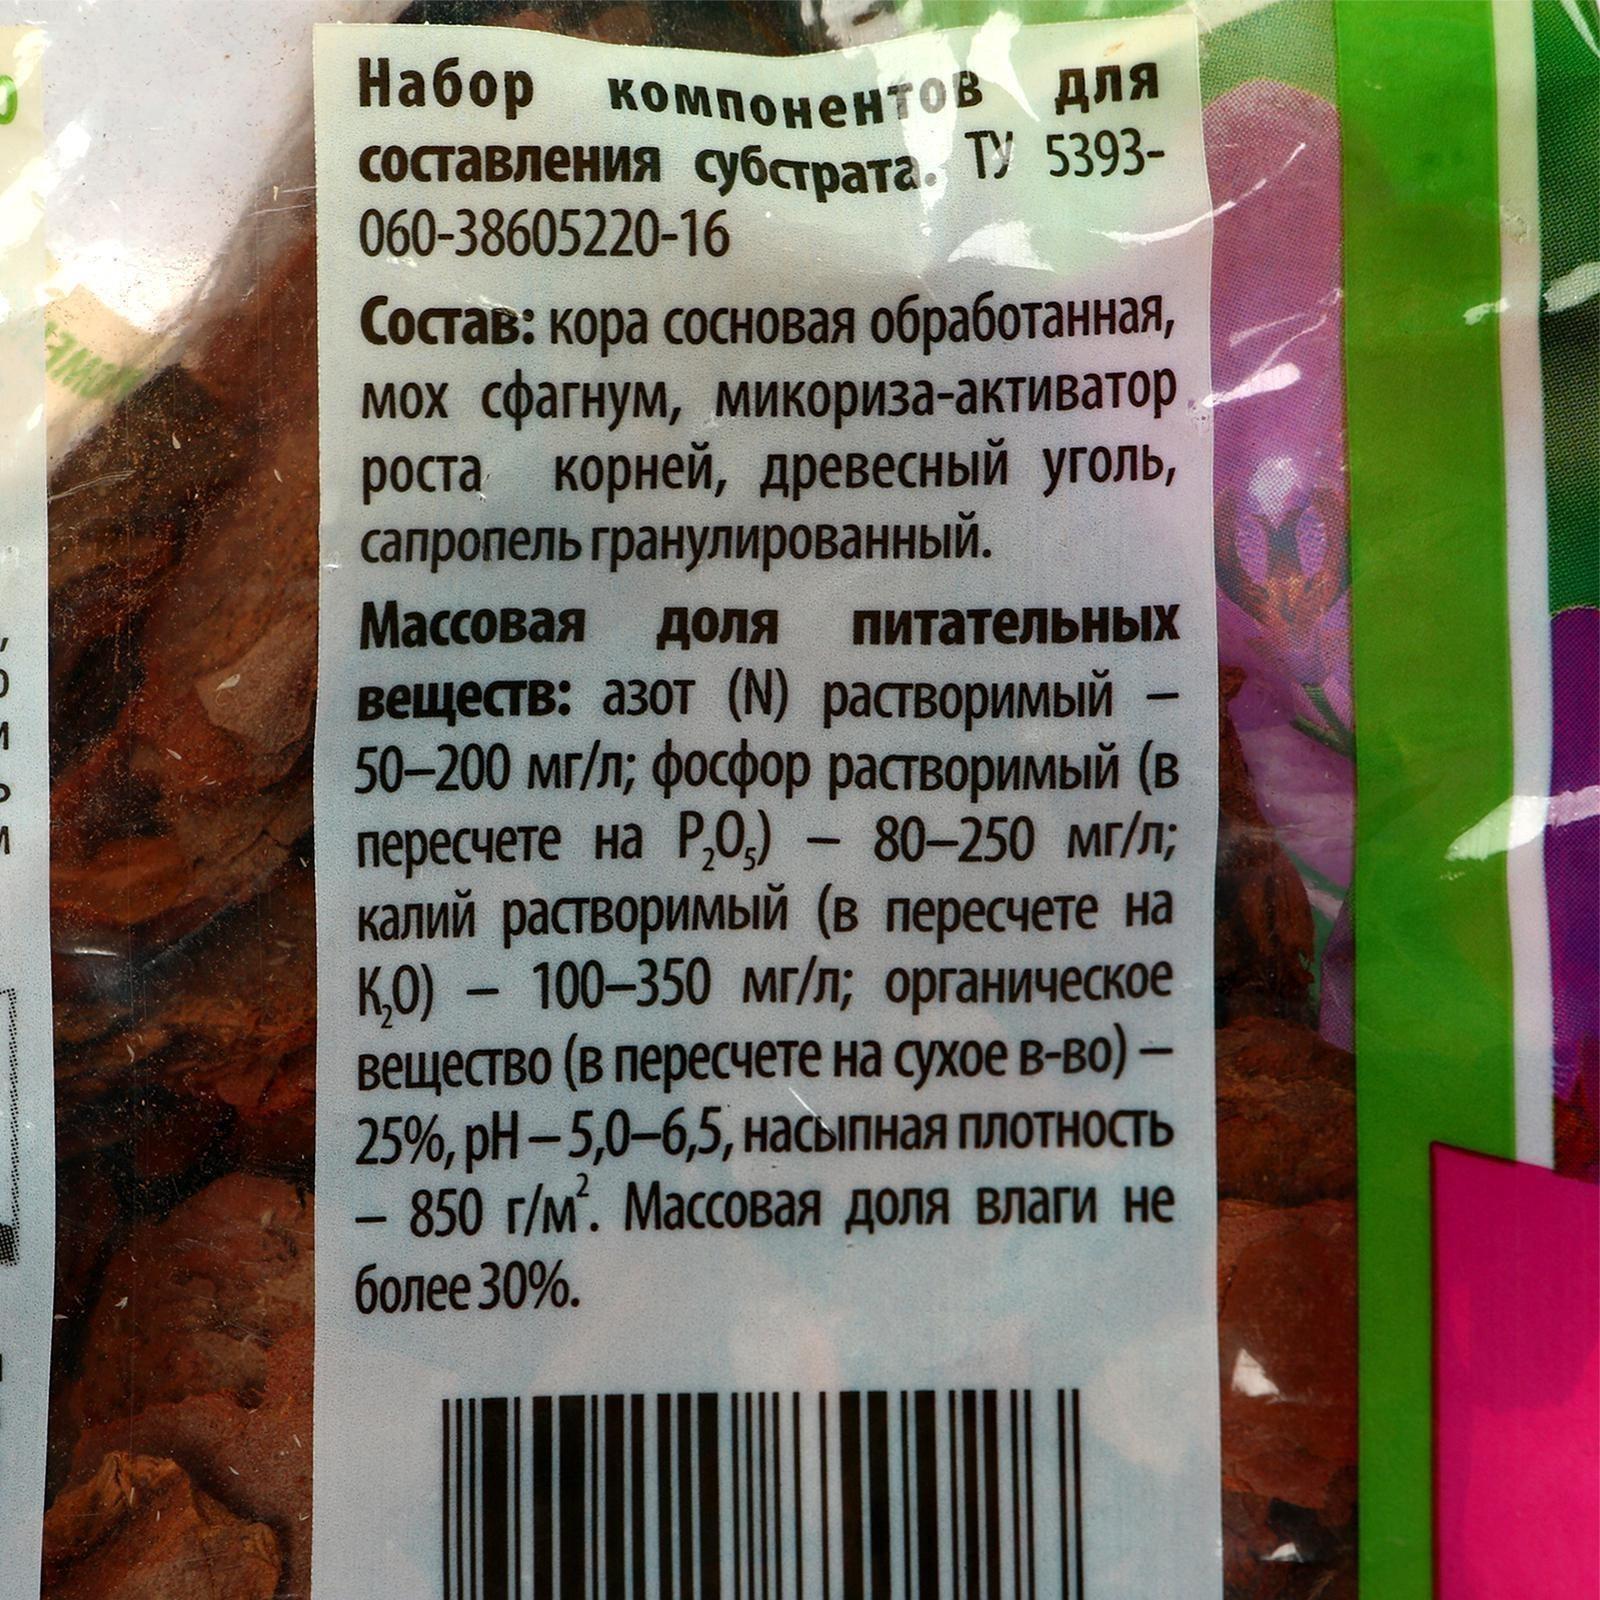 Набор компонентов для
составления субстрата. ТУ 5393-
060-38605220-16
Состав: кора сосновая обработанная,
мох сфагнум, микориза-активатор
роста корней, древесный уголь,
сапропель гранулированный.
Массовая доля питательных
веществ: азот (N) растворимый –
50–200 мг/л; фосфор растворимый (в
пересчете на P₂O₅) – 80–250 мг/л;
калий растворимый (в пересчете на
K₂O) – 100–350 мг/л; органическое
вещество (в пересчете на сухое в-во) –
25%, pH – 5,0–6,5, насыпная плотность
– 850 г/м². Массовая доля влаги не
более 30%.